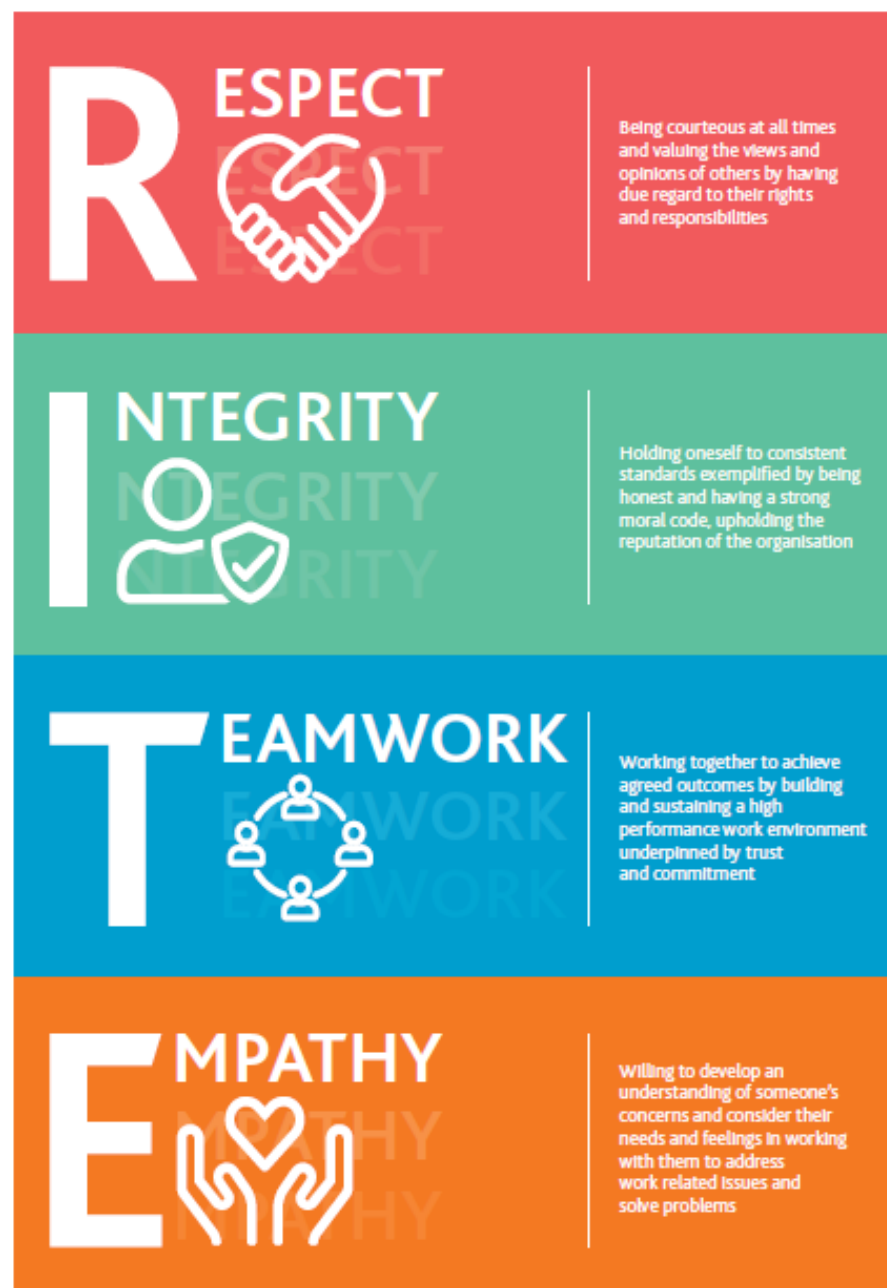 RESPECT
ESPECT
ESPECT
Being courteous at all times
and valuing the views and
opinions of others by having
due regard to their rights
and responsibilities
INTEGRITY
NTEGRITY
NTEGRITY
Holding oneself to consistent
standards exemplified by being
honest and having a strong
moral code, upholding the
reputation of the organisation
TEAMWORK
EAMWORK
EAMWORK
Working together to achieve
agreed outcomes by building
and sustaining a high
performance work environment
underpinned by trust
and commitment
EMPATHY
MPATHY
MPATHY
Willing to develop an
understanding of someone's
concerns and consider their
needs and feelings in working
with them to address
work related issues and
solve problems